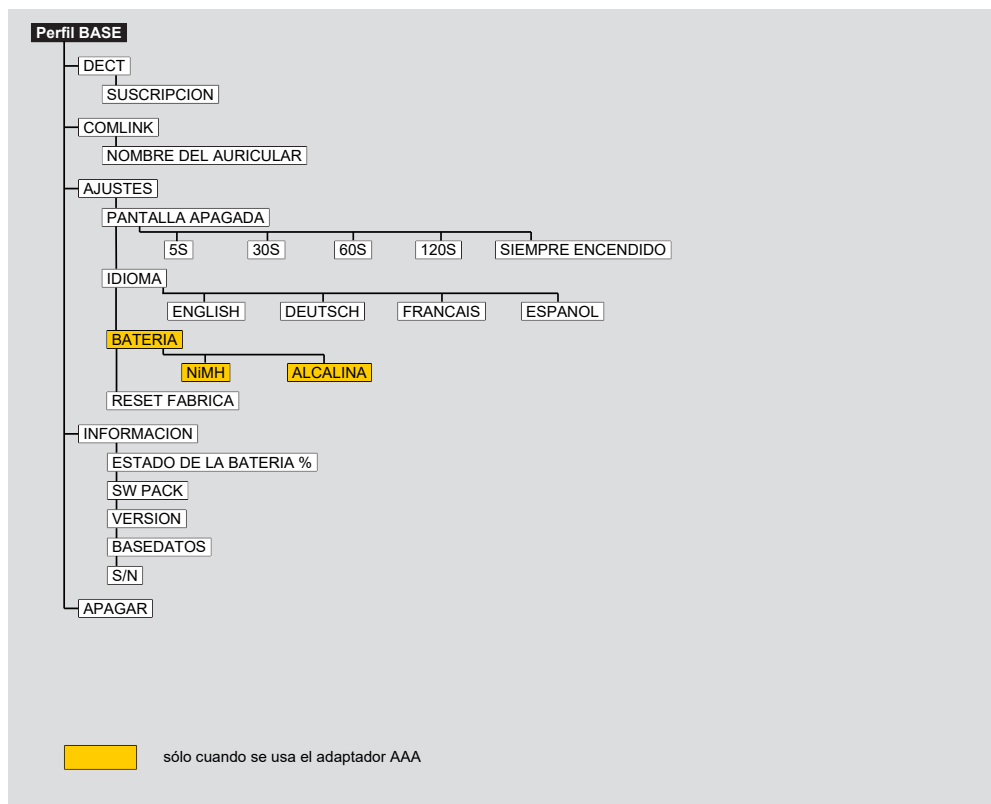 Perfil BASE
DECT
SUSCRIPCION
COMLINK
NOMBRE DEL AURICULAR
AJUSTES
PANTALLA APAGADA
5S 30S 60S 120S SIEMPRE ENCENDIDO
IDIOMA
ENGLISH DEUTSCH FRANCAIS ESPANOL
BATERIA
NiMH ALCALINA
RESET FABRICA
INFORMACION
ESTADO DE LA BATERIA %
SW PACK
VERSION
BASEDATOS
S/N
APAGAR
sólo cuando se usa el adaptador AAA